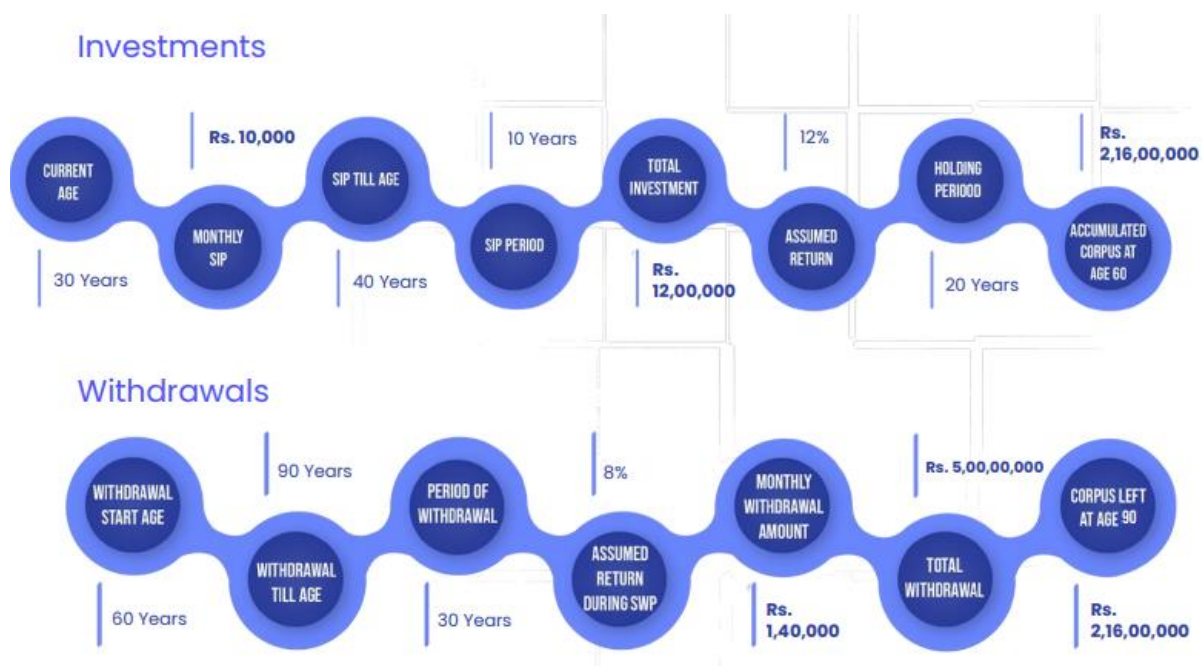 Investments
CURRENT
AGE
30 Years
Rs. 10,000
MONTHLY
SIP
SIP TILL AGE
40 Years
10 Years
SIP PERIOD
TOTAL
INVESTMENT
Rs.
12,00,000
12%
ASSUMED
RETURN
HOLDING
PERIOOD
20 Years
Rs.
2,16,00,000
ACCUMULATED
CORPUS AT
AGE 60
Withdrawals
WITHDRAWAL
START AGE
60 Years
90 Years
WITHDRAWAL
TILL AGE
PERIOD OF
WITHDRAWAL
30 Years
8%
ASSUMED
RETURN
DURING SWP
MONTHLY
WITHDRAWAL
AMOUNT
Rs.
1,40,000
Rs. 5,00,00,000
TOTAL
WITHDRAWAL
CORPUS LEFT
AT AGE 90
Rs.
2,16,00,000